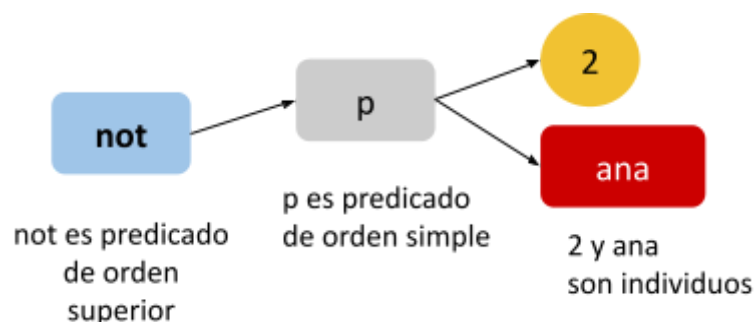 not
p
2
ana
not es predicado
de orden
superior
p es predicado
de orden simple
2 y ana
son individuos